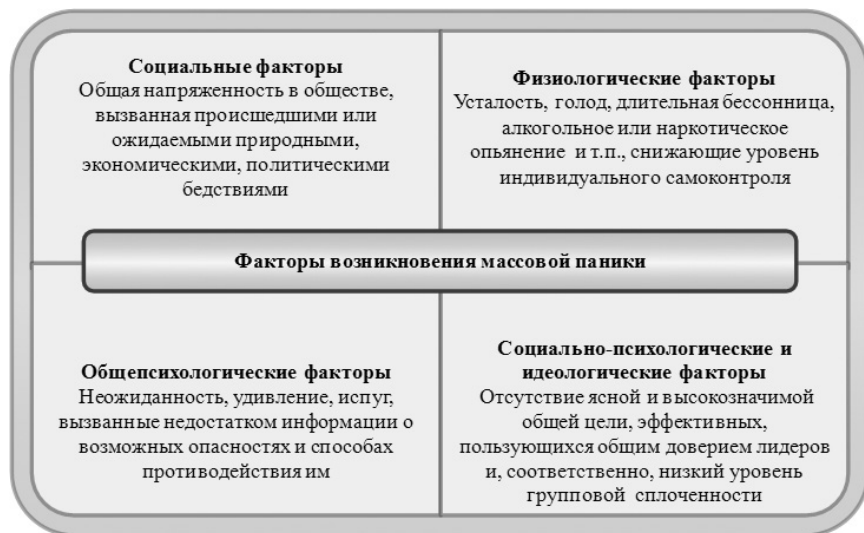 Социальные факторы
Общая напряженность в обществе,
вызванная происшедшими или
ожидаемыми природными,
экономическими, политическими
бедствиями
Физиологические факторы
Усталость, голод, длительная бессонница,
алкогольное или наркотическое
опьянение и т.п., снижающие уровень
индивидуального самоконтроля
Факторы возникновения массовой паники
Общепсихологические факторы
Неожиданность, удивление, испуг,
вызванные недостатком информации о
возможных опасностях и способах
противодействия им
Социально-психологические и
идеологические факторы
Отсутствие ясной и высокозначимой
общей цели, эффективных,
пользующихся общим доверием лидеров
и, соответственно, низкий уровень
групповой сплоченности